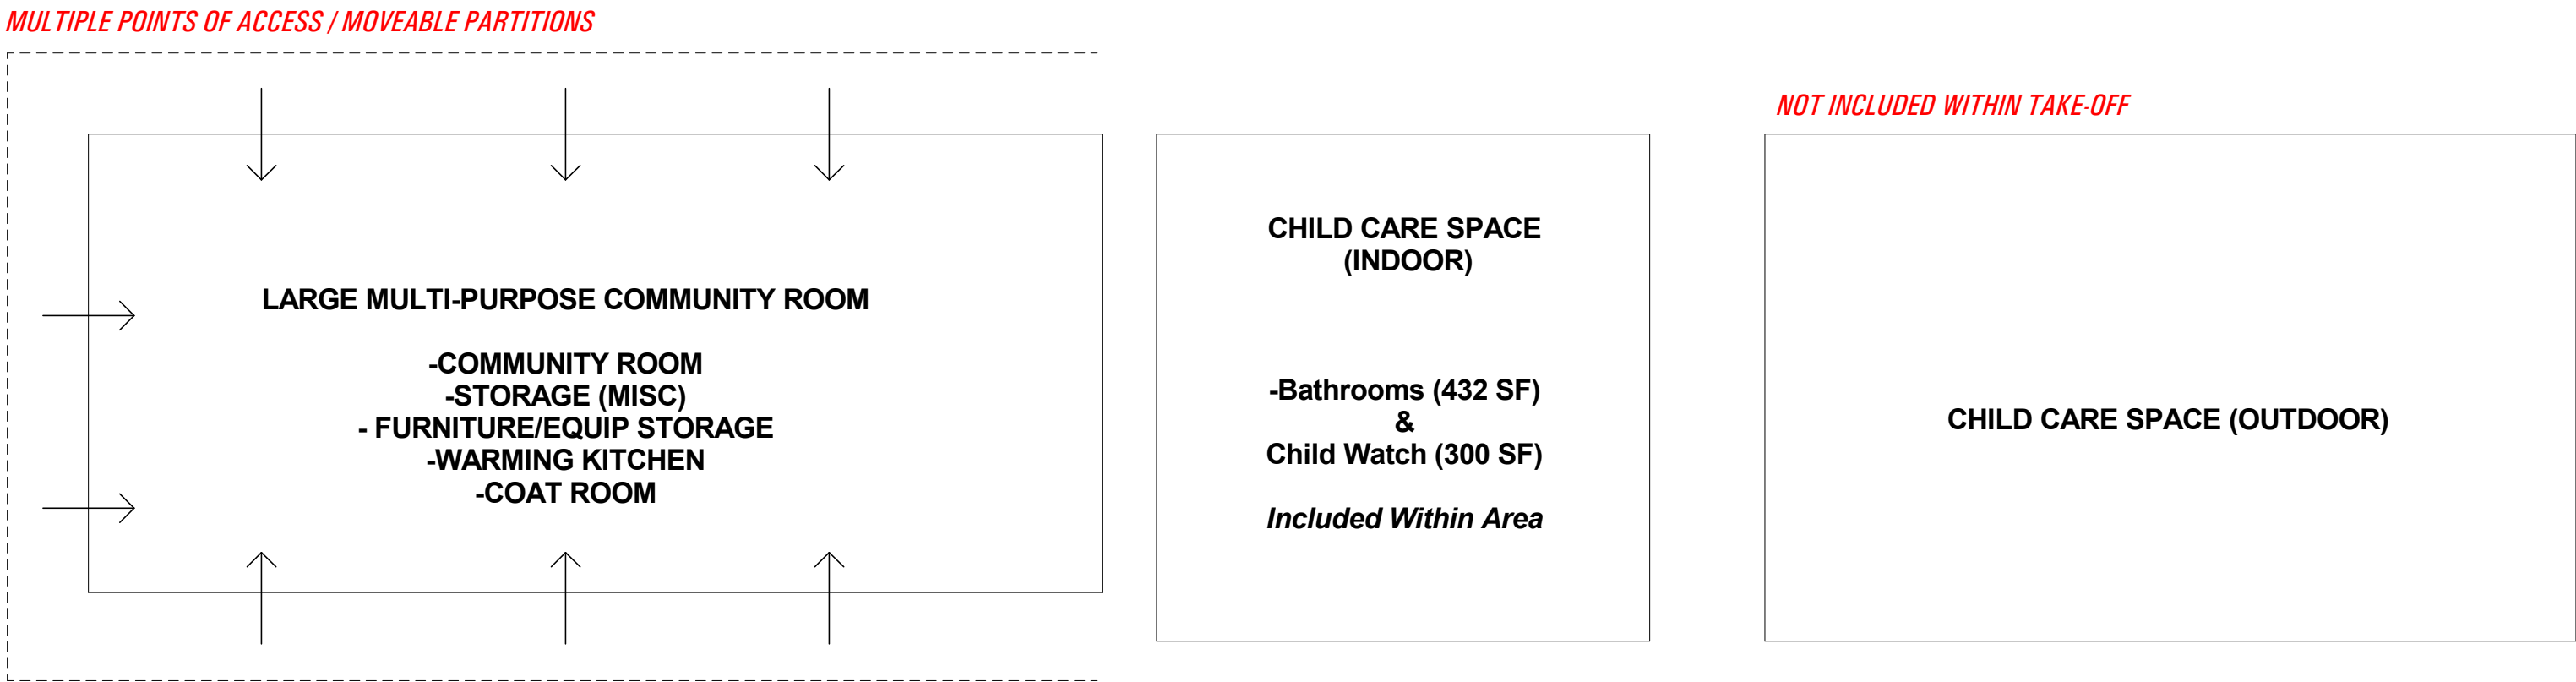 MULTIPLE POINTS OF ACCESS / MOVEABLE PARTITIONS
LARGE MULTI-PURPOSE COMMUNITY ROOM
-COMMUNITY ROOM
-STORAGE (MISC)
- FURNITURE/EQUIP STORAGE
-WARMING KITCHEN
-COAT ROOM
CHILD CARE SPACE
(INDOOR)
-Bathrooms (432 SF)
&
Child Watch (300 SF)
Included Within Area
NOT INCLUDED WITHIN TAKE-OFF
CHILD CARE SPACE (OUTDOOR)